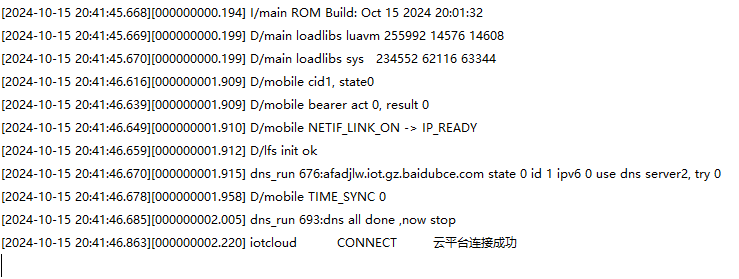 [2024-10-15 20:41:45.668][000000000.194] I/main ROM Build: Oct 15 2024 20:01:32
[2024-10-15 20:41:45.669][000000000.199] D/main loadlibs luavm 255992 14576 14608
[2024-10-15 20:41:45.670][000000000.199] D/main loadlibs sys   234552 62116 63344
[2024-10-15 20:41:46.616][000000001.909] D/mobile cid1, state0
[2024-10-15 20:41:46.639][000000001.909] D/mobile bearer act 0, result 0
[2024-10-15 20:41:46.649][000000001.910] D/mobile NETIF_LINK_ON -> IP_READY
[2024-10-15 20:41:46.659][000000001.912] D/lfs init ok
[2024-10-15 20:41:46.670][000000001.915] dns_run 676:afadjlw.iot.gz.baidubce.com state 0 id 1 ipv6 0 use dns server2, try 0
[2024-10-15 20:41:46.678][000000001.958] D/mobile TIME_SYNC 0
[2024-10-15 20:41:46.685][000000002.005] dns_run 693:dns all done ,now stop
[2024-10-15 20:41:46.863][000000002.220] iotcloud	CONNECT	云平台连接成功